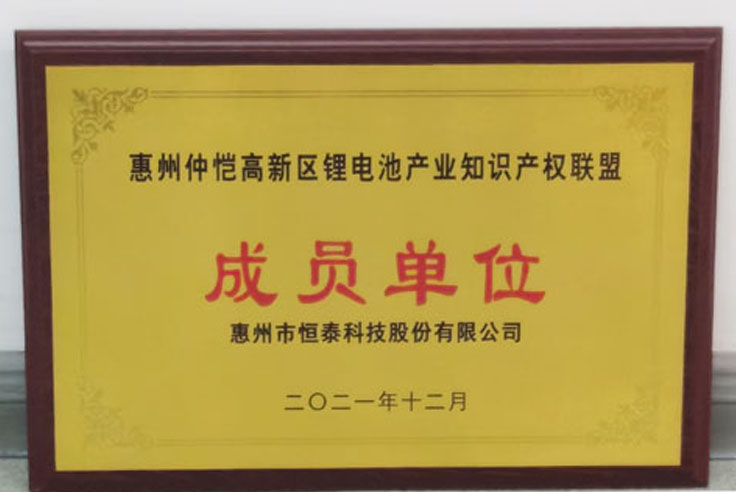 惠州仲恺高新区锂电池产业知识产权联盟
成员单位
惠州市恒泰科技股份有限公司
二〇二一年十二月